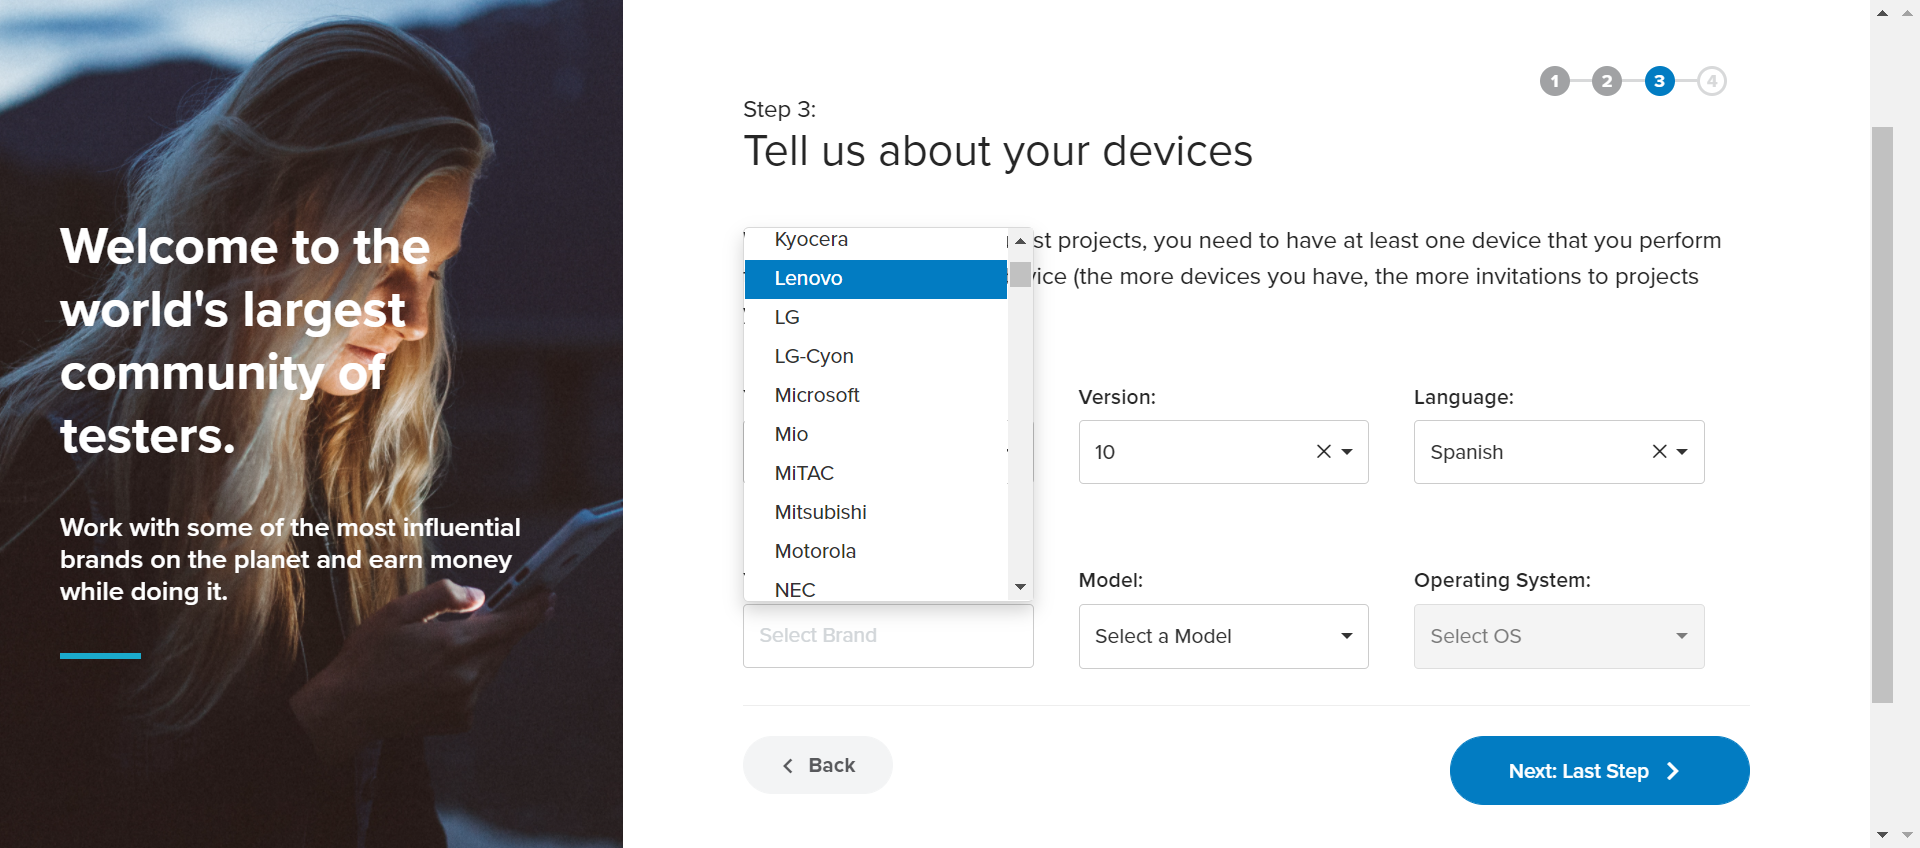 Welcome to the
world's largest
community of
testers.
Work with some of the most influential
brands on the planet and earn money
while doing it.
1 2 3 4
Step 3:
Tell us about your devices
st projects, you need to have at least one device that you perform
(the more devices you have, the more invitations to projects
Kyocera
Lenovo
LG
LG-Cyon
Microsoft
Mio
MiTAC
Mitsubishi
Motorola
NEC
Version:
10
Language:
Spanish
Select Brand
Model:
Select a Model
Operating System:
Select OS
Back
Next: Last Step